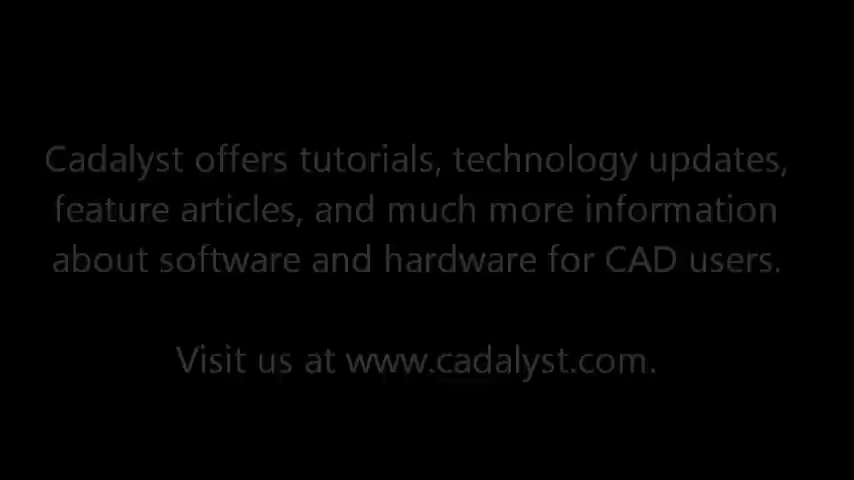 Cadalyst offers tutorials, technology updates,
feature articles, and much more information
about software and hardware for CAD users.
Visit us at www.cadalyst.com.